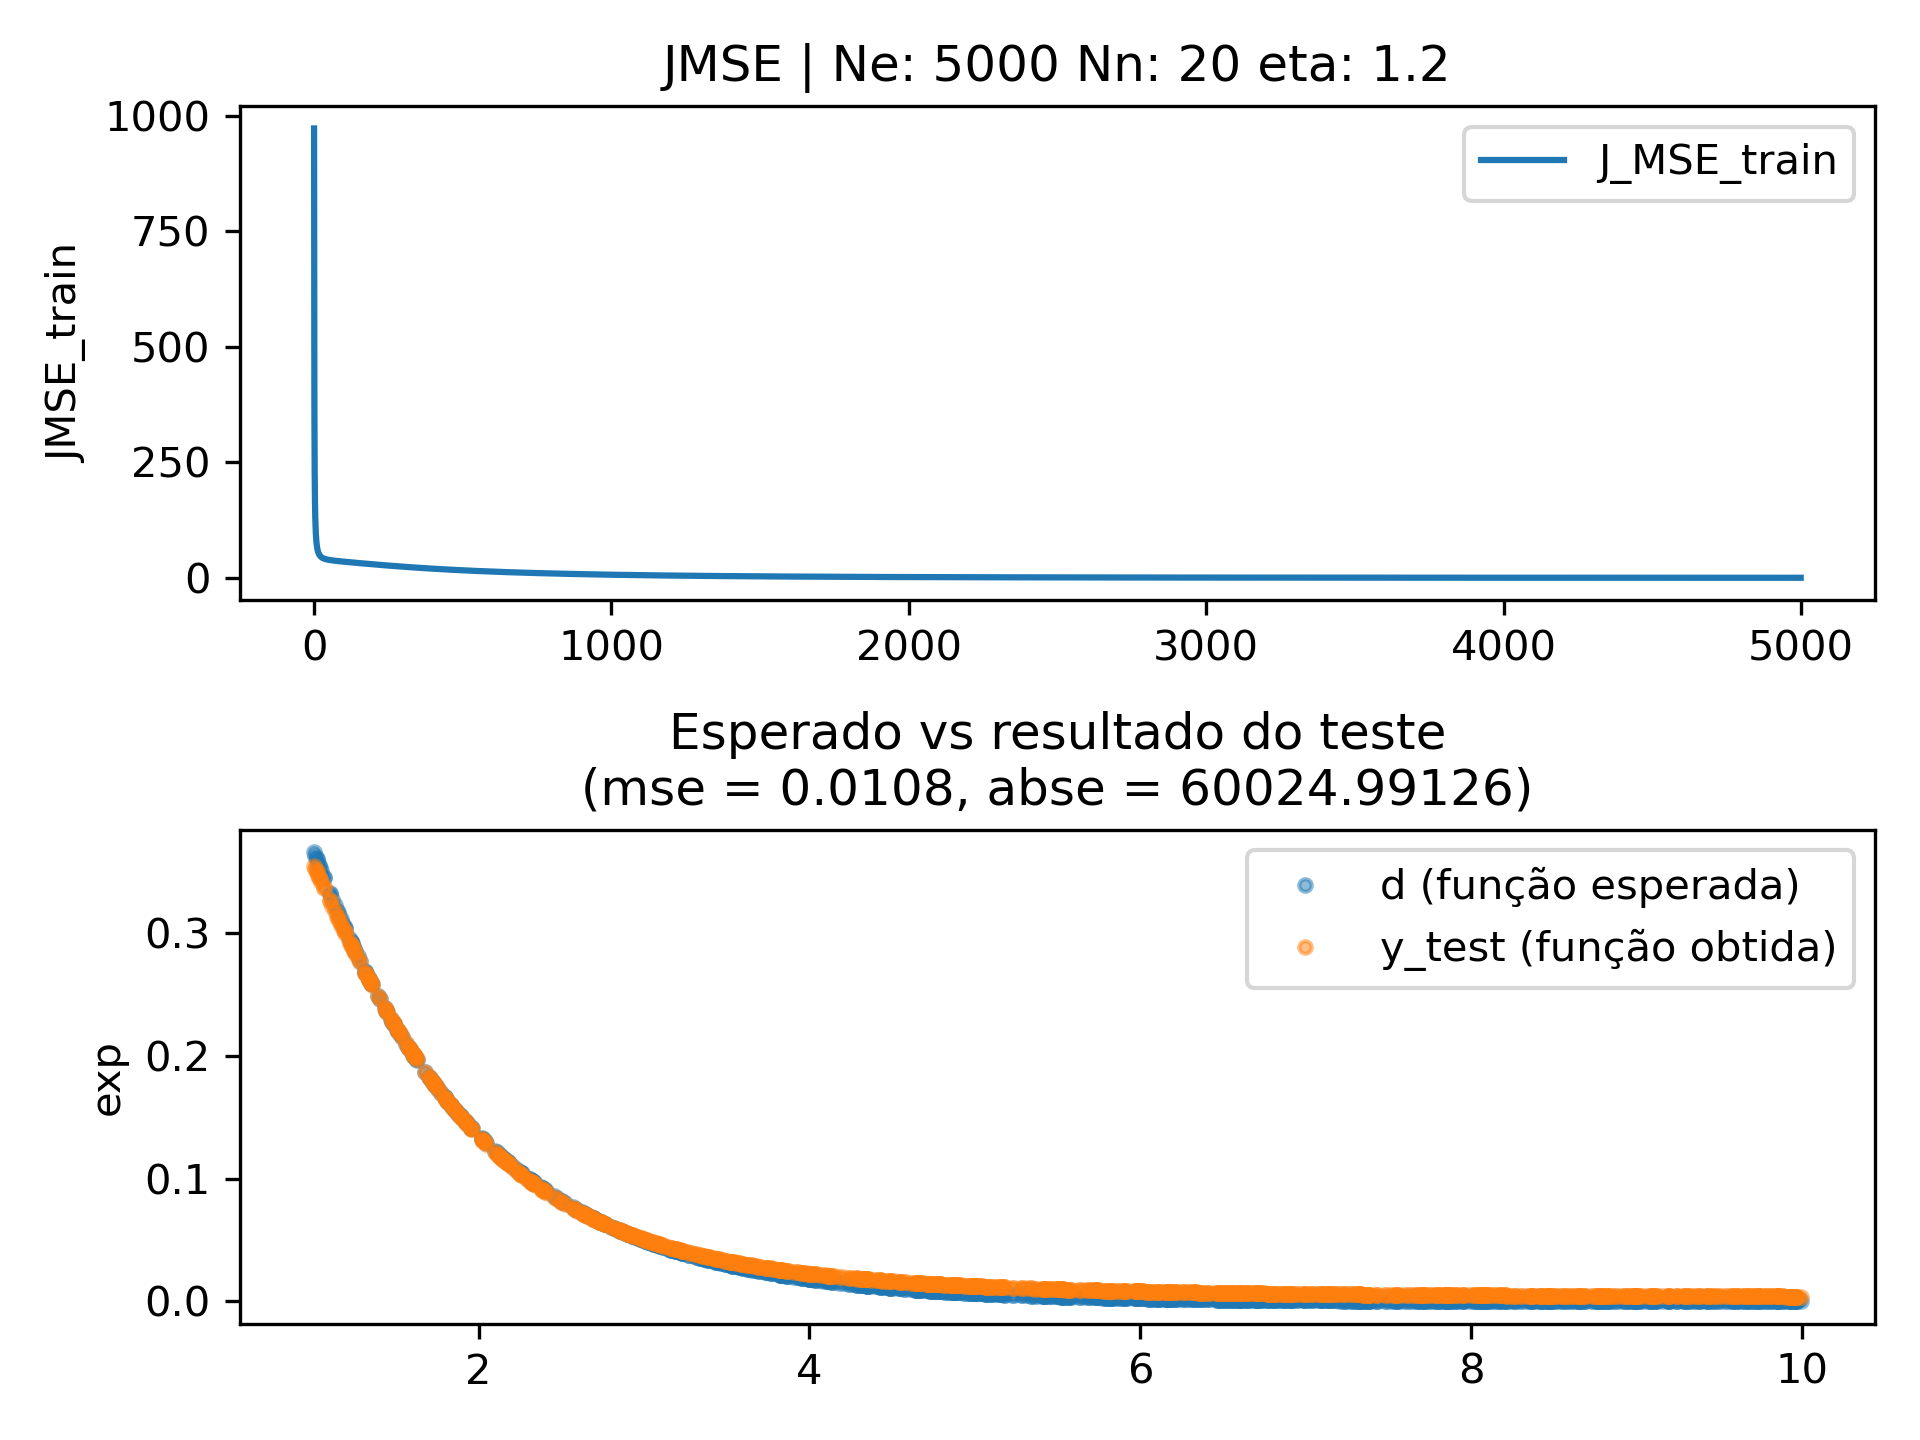 JMSE | Ne: 5000 Nn: 20 eta: 1.2
1000
750
500
250
0
JMSE_train
J_MSE_train
0 1000 2000 3000 4000 5000
Esperado vs resultado do teste
(mse = 0.0108, abse = 60024.99126)
0.3
0.2
0.1
0.0
exp
d (função esperada)
y_test (função obtida)
2 4 6 8 10